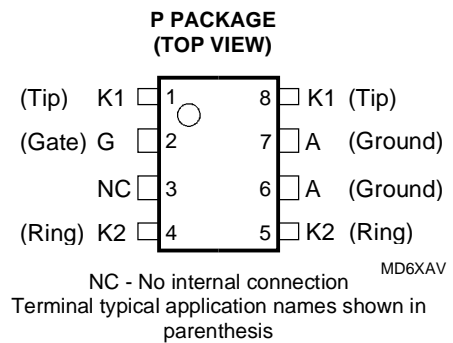 P PACKAGE
(TOP VIEW)
(Tip) K1 1 8 K1 (Tip)
(Gate) G 2 7 A (Ground)
NC 3 6 A (Ground)
(Ring) K2 4 5 K2 (Ring)
MD6XAV
NC - No internal connection
Terminal typical application names shown in
parenthesis